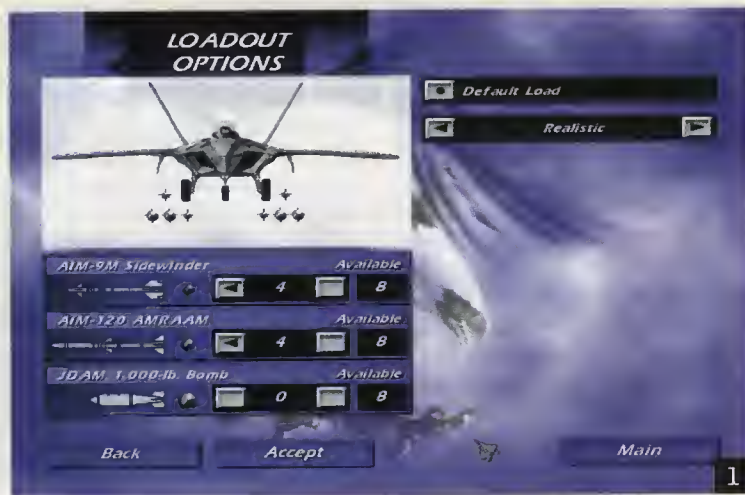 LOADOUT
OPTIONS
Default Load
Realistic
AIM-9M Sidewinder Available
4 8
AIM-120 AMRAAM Available
4 8
JDAM, 1,000-lb. Bomb Available
0 8
Back Accept Main
1